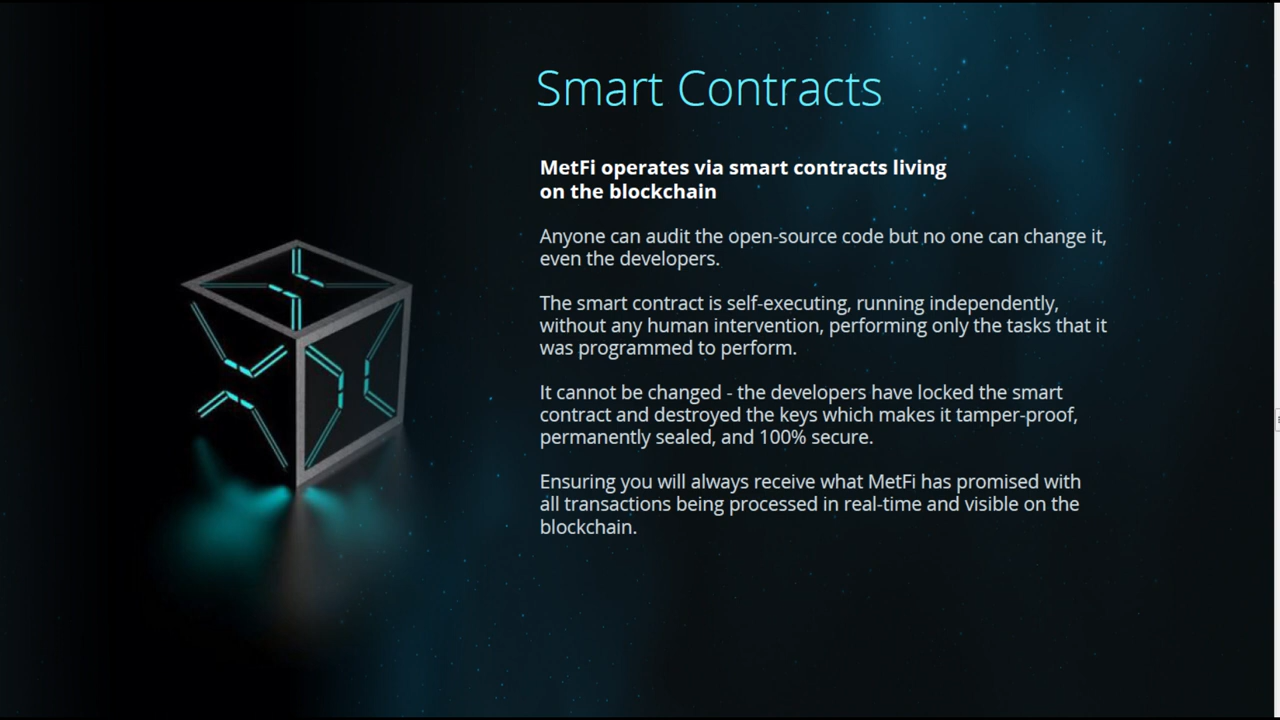 Smart Contracts
MetFi operates via smart contracts living
on the blockchain
Anyone can audit the open-source code but no one can change it,
even the developers.
The smart contract is self-executing, running independently,
without any human intervention, performing only the tasks that it
was programmed to perform.
It cannot be changed - the developers have locked the smart
contract and destroyed the keys which makes it tamper-proof,
permanently sealed, and 100% secure.
Ensuring you will always receive what MetFi has promised with
all transactions being processed in real-time and visible on the
blockchain.